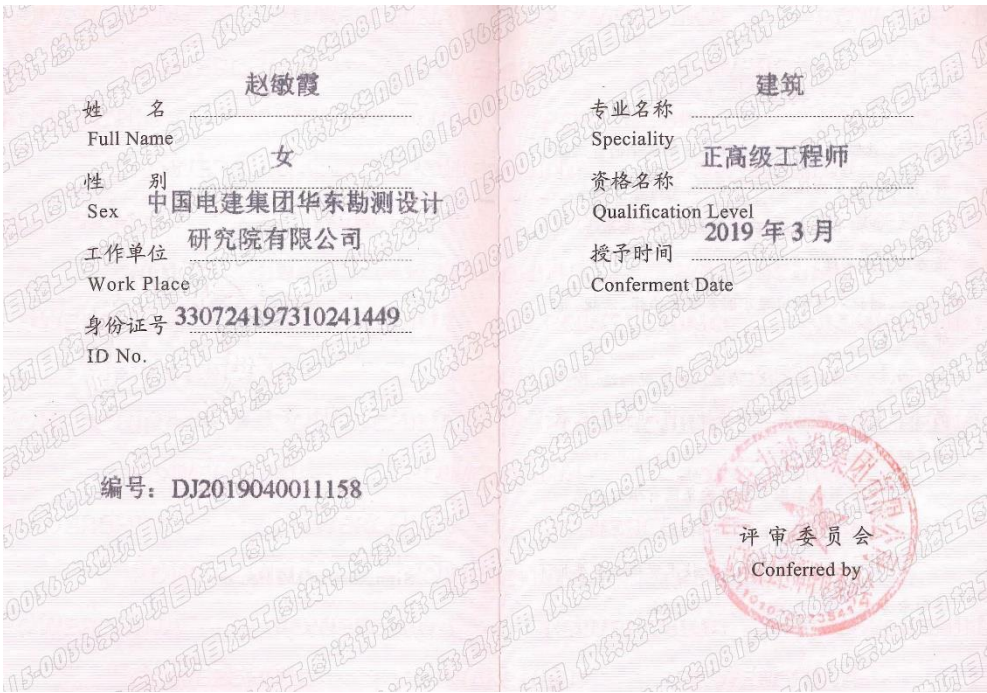 赵敏霞
姓 名
Full Name
女
性 别
Sex
中国电建集团华东勘测设计
研究院有限公司
工作单位
Work Place
身份证号 330724197310241449
ID No.
编号：DJ2019040011158
建筑
专业名称
Speciality
正高级工程师
资格名称
Qualification Level
2019 年 3 月
授予时间
Conferment Date
评审委员会
Conferred by
仅供龙华A815-0036宗地项目施工图设计总承包使用